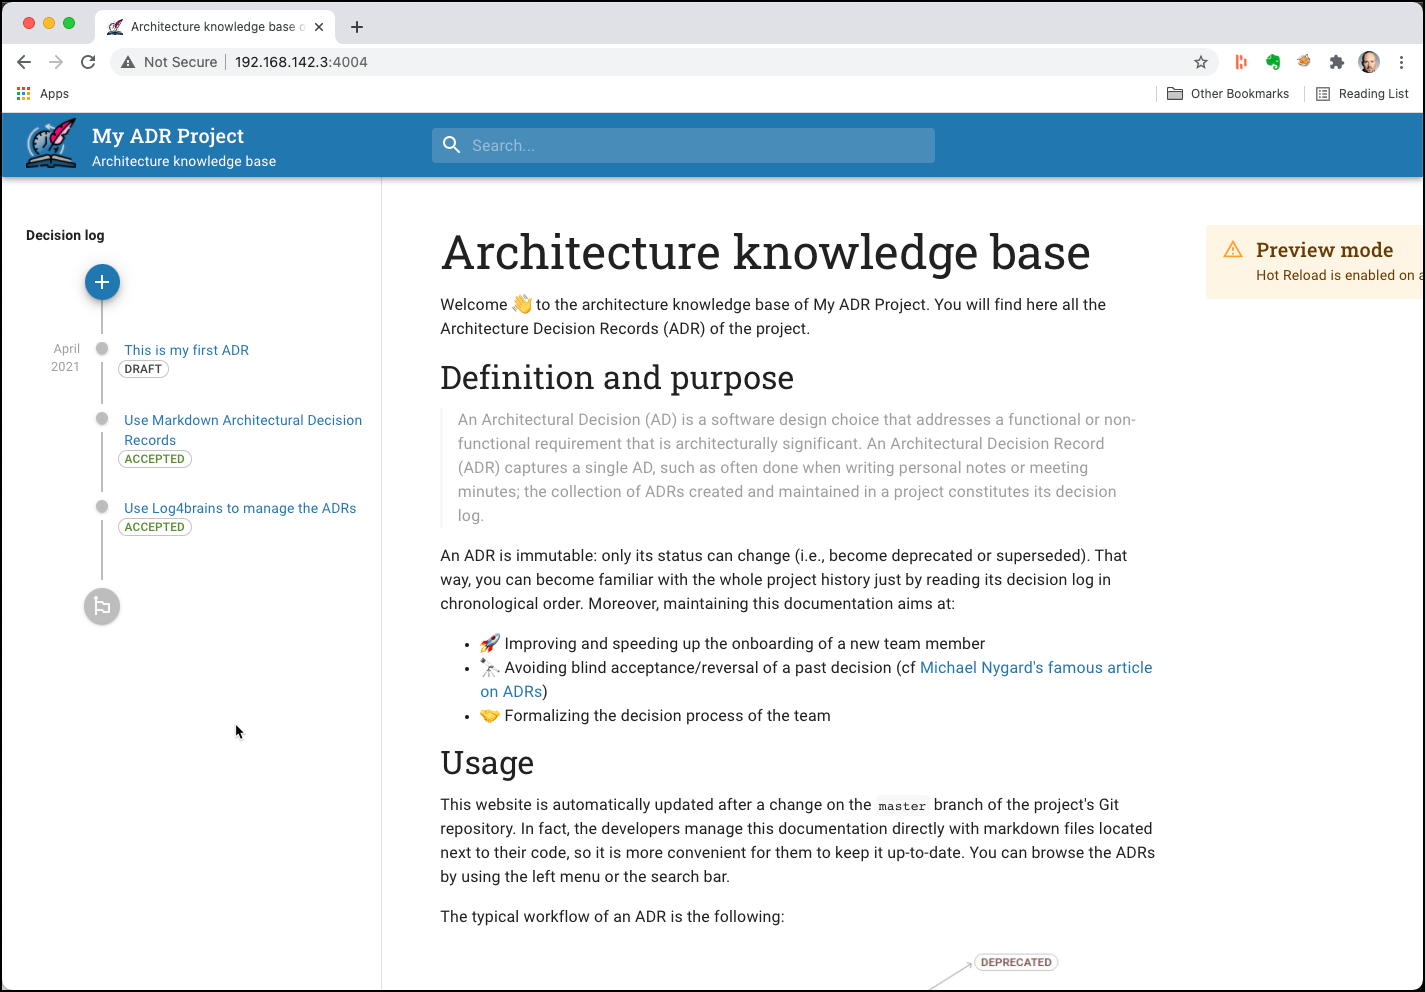 Architecture knowledge base o
Not Secure
192.168.142.3:4004
Apps
Other Bookmarks
Reading List
My ADR Project
Architecture knowledge base
Search...
Decision log
April
2021
This is my first ADR
DRAFT
Use Markdown Architectural Decision
Records
ACCEPTED
Use Log4brains to manage the ADRs
ACCEPTED
Architecture knowledge base
Welcome 👋 to the architecture knowledge base of My ADR Project. You will find here all the
Architecture Decision Records (ADR) of the project.
Definition and purpose
An Architectural Decision (AD) is a software design choice that addresses a functional or non-
functional requirement that is architecturally significant. An Architectural Decision Record
(ADR) captures a single AD, such as often done when writing personal notes or meeting
minutes; the collection of ADRs created and maintained in a project constitutes its decision
log.
An ADR is immutable: only its status can change (i.e., become deprecated or superseded). That
way, you can become familiar with the whole project history just by reading its decision log in
chronological order. Moreover, maintaining this documentation aims at:
• 🚀 Improving and speeding up the onboarding of a new team member
• 🔭 Avoiding blind acceptance/reversal of a past decision (cf Michael Nygard's famous article
on ADRs)
• 🤝 Formalizing the decision process of the team
Usage
This website is automatically updated after a change on the master branch of the project's Git
repository. In fact, the developers manage this documentation directly with markdown files located
next to their code, so it is more convenient for them to keep it up-to-date. You can browse the ADRs
by using the left menu or the search bar.
The typical workflow of an ADR is the following:
DEPRECATED
Preview mode
Hot Reload is enabled on a